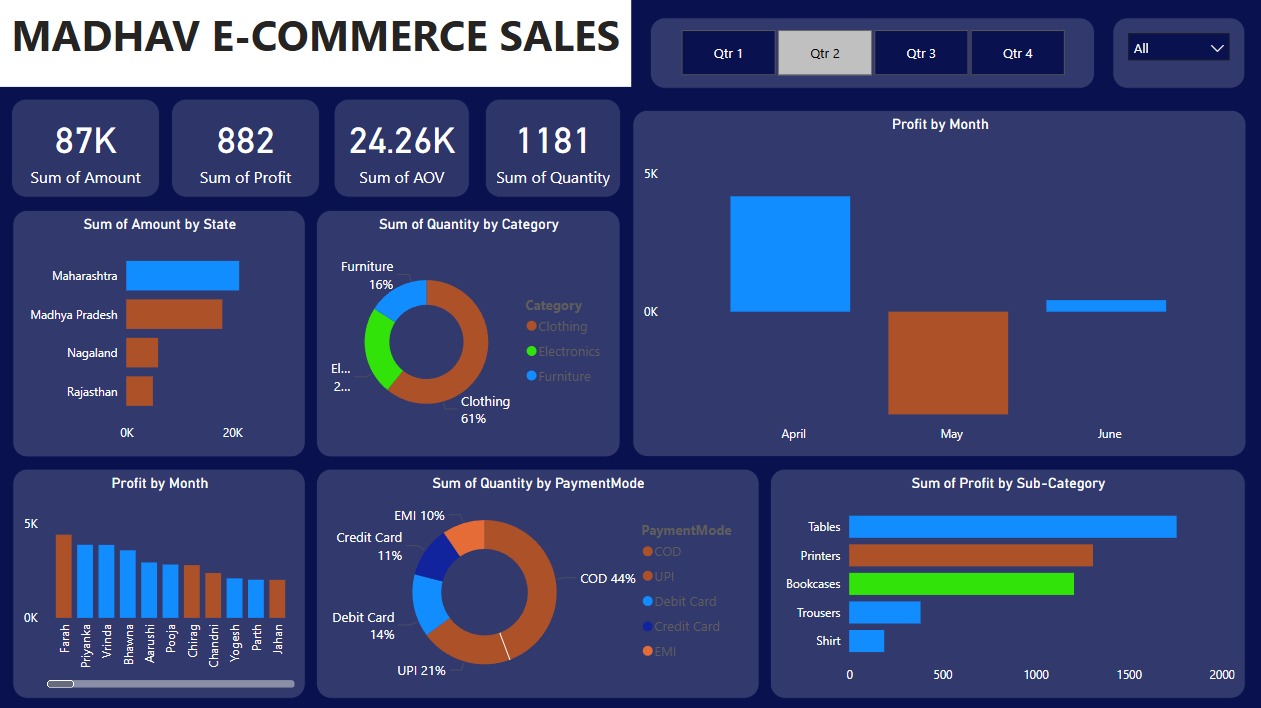 MADHAV E-COMMERCE SALES
Qtr 1
Qtr 2
Qtr 3
Qtr 4
All
87K
Sum of Amount
882
Sum of Profit
24.26K
Sum of AOV
1181
Sum of Quantity
Profit by Month
5K
0K
April
May
June
Sum of Amount by State
Maharashtra
Madhya Pradesh
Nagaland
Rajasthan
0K
20K
Sum of Quantity by Category
Furniture
16%
El...
2...
Clothing
61%
Category
Clothing
Electronics
Furniture
Profit by Month
5K
0K
Farah
Priyanka
Vrinda
Bhawna
Aarushi
Pooja
Chirag
Chandni
Yogesh
Parth
Jahan
Sum of Quantity by PaymentMode
EMI 10%
Credit Card
11%
Debit Card
14%
UPI 21%
COD 44%
PaymentMode
COD
UPI
Debit Card
Credit Card
EMI
Sum of Profit by Sub-Category
Tables
Printers
Bookcases
Trousers
Shirt
0
500
1000
1500
2000